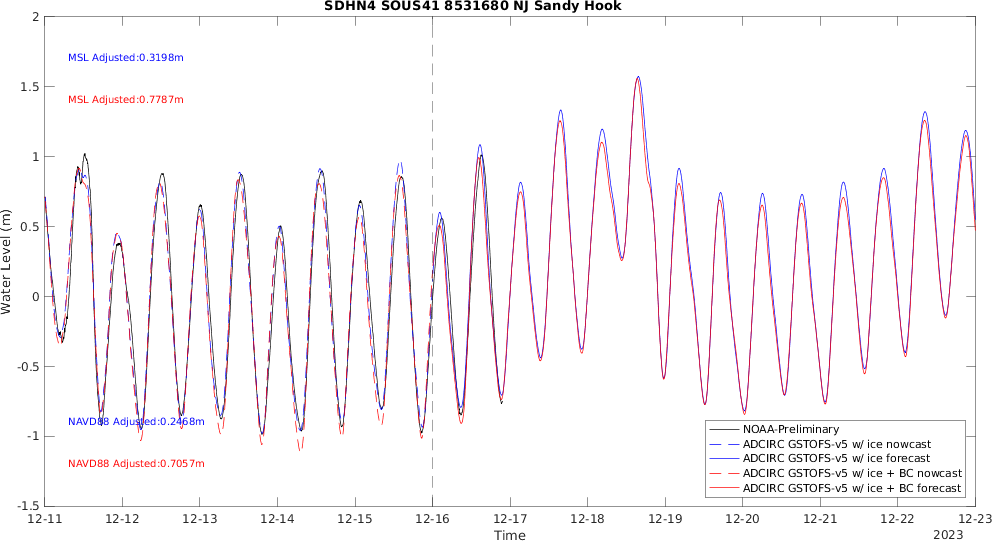 SDHN4 SOUS41 8531680 NJ Sandy Hook
2
1.5
1
0.5
0
-0.5
-1
-1.5
Water Level (m)
MSL Adjusted:0.3198m
MSL Adjusted:0.7787m
NAVD88 Adjusted:0.2468m
NAVD88 Adjusted:0.7057m
NOAA-Preliminary
ADCIRC GSTOFS-v5 w/ ice nowcast
ADCIRC GSTOFS-v5 w/ ice forecast
ADCIRC GSTOFS-v5 w/ ice + BC nowcast
ADCIRC GSTOFS-v5 w/ ice + BC forecast
12-11 12-12 12-13 12-14 12-15 12-16 12-17 12-18 12-19 12-20 12-21 12-22 12-23
Time
2023